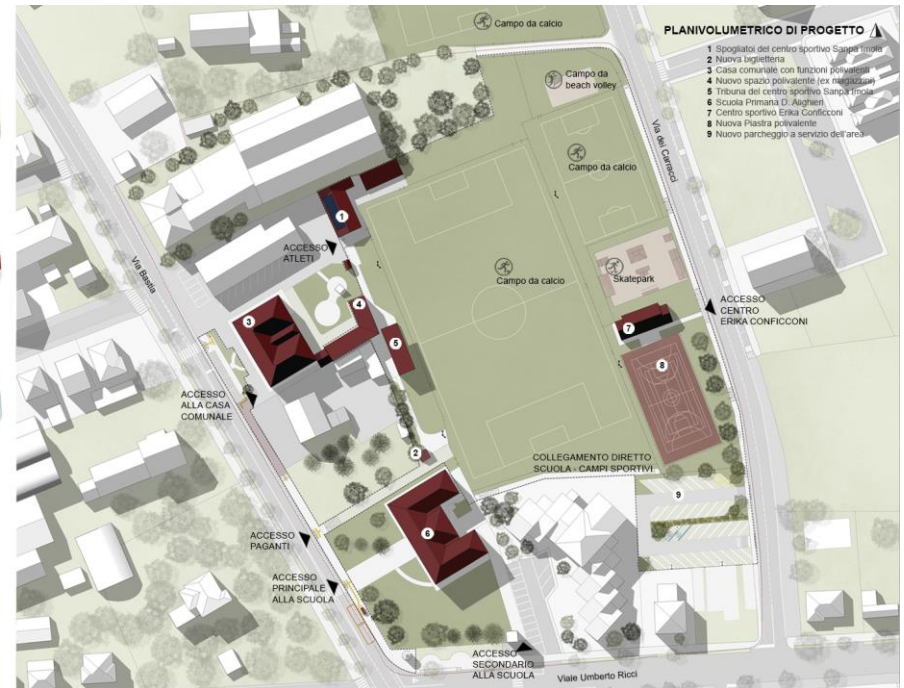 Campo da calcio
PLANIVOLUMETRICO DI PROGETTO
1 Spogliatoi del centro sportivo Sanpa Imola
2 Nuova biglietteria
3 Casa comunale con funzioni polivalenti
4 Nuovo spazio polivalente (ex magazzini)
5 Tribuna del centro sportivo Sanpa Imola
6 Scuola Primaria D. Alighieri
7 Centro sportivo Erika Conficconi
8 Nuova Piastra polivalente
9 Nuovo parcheggio a servizio dell'area
Campo da
beach volley
Via dei Carracci
Campo da calcio
1
ACCESSO
ATLETI
Via Bastia
Campo da calcio
Skatepark
ACCESSO
CENTRO
ERIKA CONFICCONI
4
3
7
5
8
ACCESSO
ALLA CASA
COMUNALE
2
COLLEGAMENTO DIRETTO
SCUOLA - CAMPI SPORTIVI
9
6
ACCESSO
PAGANTI
ACCESSO
PRINCIPALE
ALLA SCUOLA
ACCESSO
SECONDARIO
ALLA SCUOLA
Viale Umberto Ricci